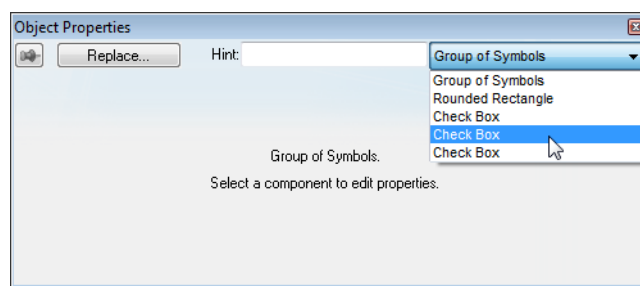 Object Properties
Replace...
Hint:
Group of Symbols
Group of Symbols
Rounded Rectangle
Check Box
Check Box
Check Box
Group of Symbols.
Select a component to edit properties.